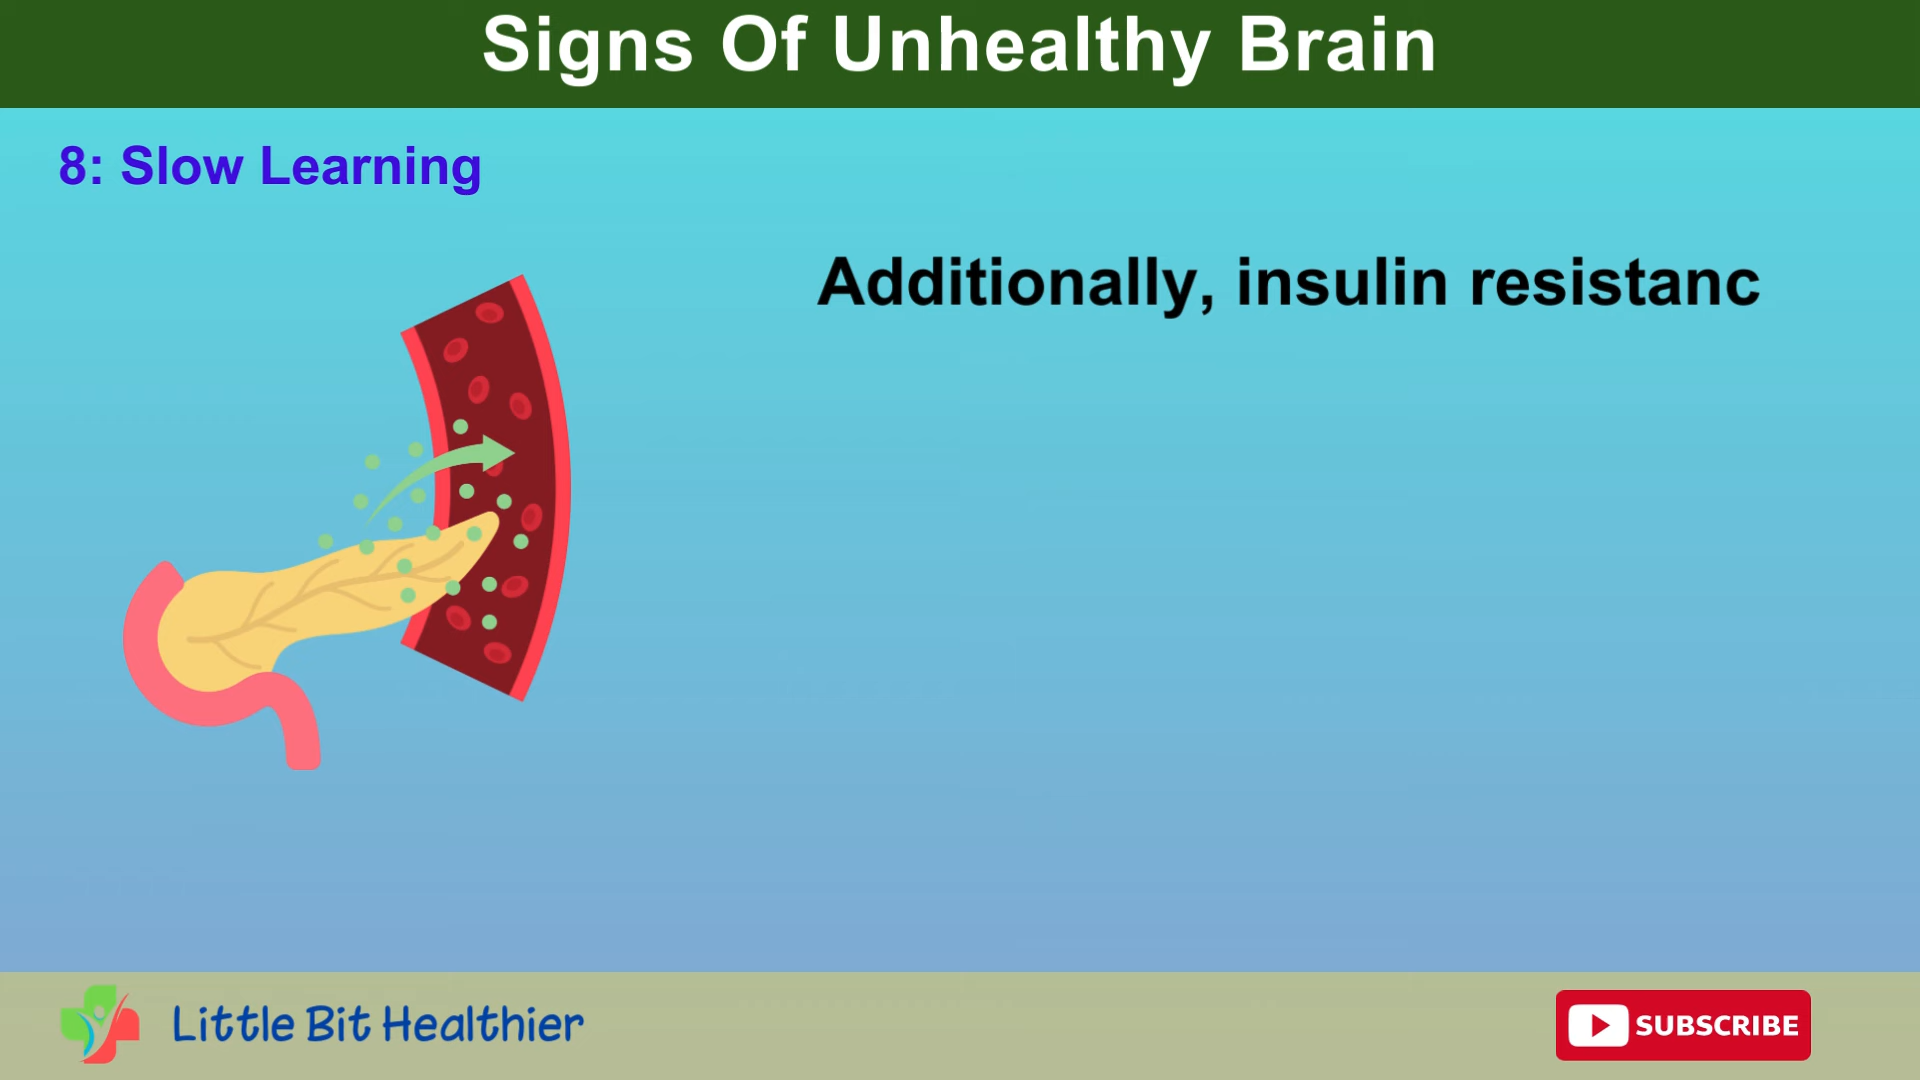 Signs Of Unhealthy Brain
8: Slow Learning
Additionally, insulin resistanc
Little Bit Healthier
SUBSCRIBE